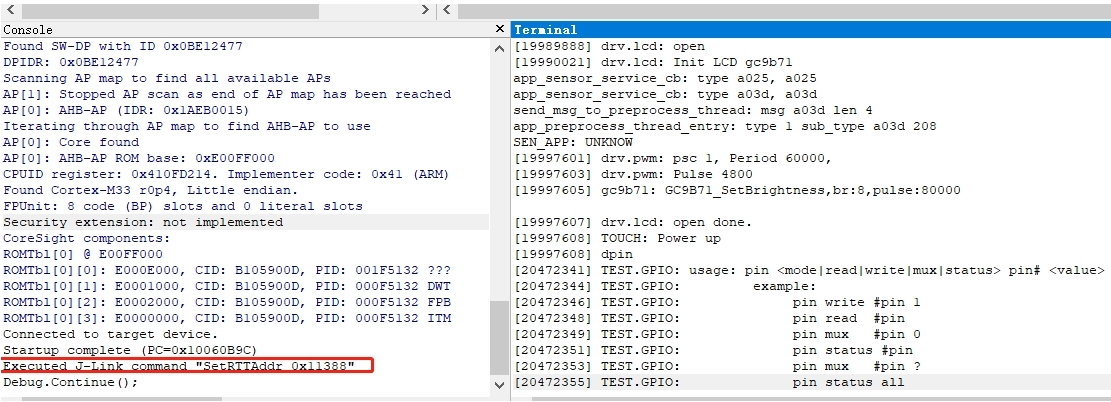 Console
Found SW-DP with ID 0x0BE12477
DPIDR: 0x0BE12477
Scanning AP map to find all available APs
AP[1]: Stopped AP scan as end of AP map has been reached
AP[0]: AHB-AP (IDR: 0x1AEB0015)
Iterating through AP map to find AHB-AP to use
AP[0]: Core found
AP[0]: AHB-AP ROM base: 0xE00FF000
CPUID register: 0x410FD214. Implementer code: 0x41 (ARM)
Found Cortex-M33 r0p4, Little endian.
FPUnit: 8 code (BP) slots and 0 literal slots
Security extension: not implemented
CoreSight components:
ROMTbl[0] @ E00FF000
ROMTbl[0][0]: E000E000, CID: B105900D, PID: 001F5132 ???
ROMTbl[0][1]: E0001000, CID: B105900D, PID: 000F5132 DWT
ROMTbl[0][2]: E0002000, CID: B105900D, PID: 000F5132 FPB
ROMTbl[0][3]: E0000000, CID: B105900D, PID: 000F5132 ITM
Connected to target device.
Startup complete (PC=0x10060B9C)
Executed J-Link command "SetRTTAddr 0x11388"
Debug.Continue();
Terminal
[19989888] drv.lcd: open
[19990021] drv.lcd: Init LCD gc9b71
app_sensor_service_cb: type a025, a025
app_sensor_service_cb: type a03d, a03d
send_msg_to_preprocess_thread: msg a03d len 4
app_preprocess_thread_entry: type 1 sub_type a03d 208
SEN_APP: UNKNOW
[19997601] drv.pwm: psc 1, Period 60000,
[19997603] drv.pwm: Pulse 4800
[19997605] gc9b71: GC9B71_SetBrightness,br:8,pulse:80000
[19997607] drv.lcd: open done.
[19997608] TOUCH: Power up
[19997608] dpin
[20472341] TEST.GPIO: usage: pin <mode|read|write|mux|status> pin# <value>
[20472344] TEST.GPIO: example:
[20472346] TEST.GPIO: pin write #pin 1
[20472348] TEST.GPIO: pin read #pin
[20472349] TEST.GPIO: pin mux #pin 0
[20472351] TEST.GPIO: pin status #pin
[20472353] TEST.GPIO: pin mux #pin ?
[20472355] TEST.GPIO: pin status all